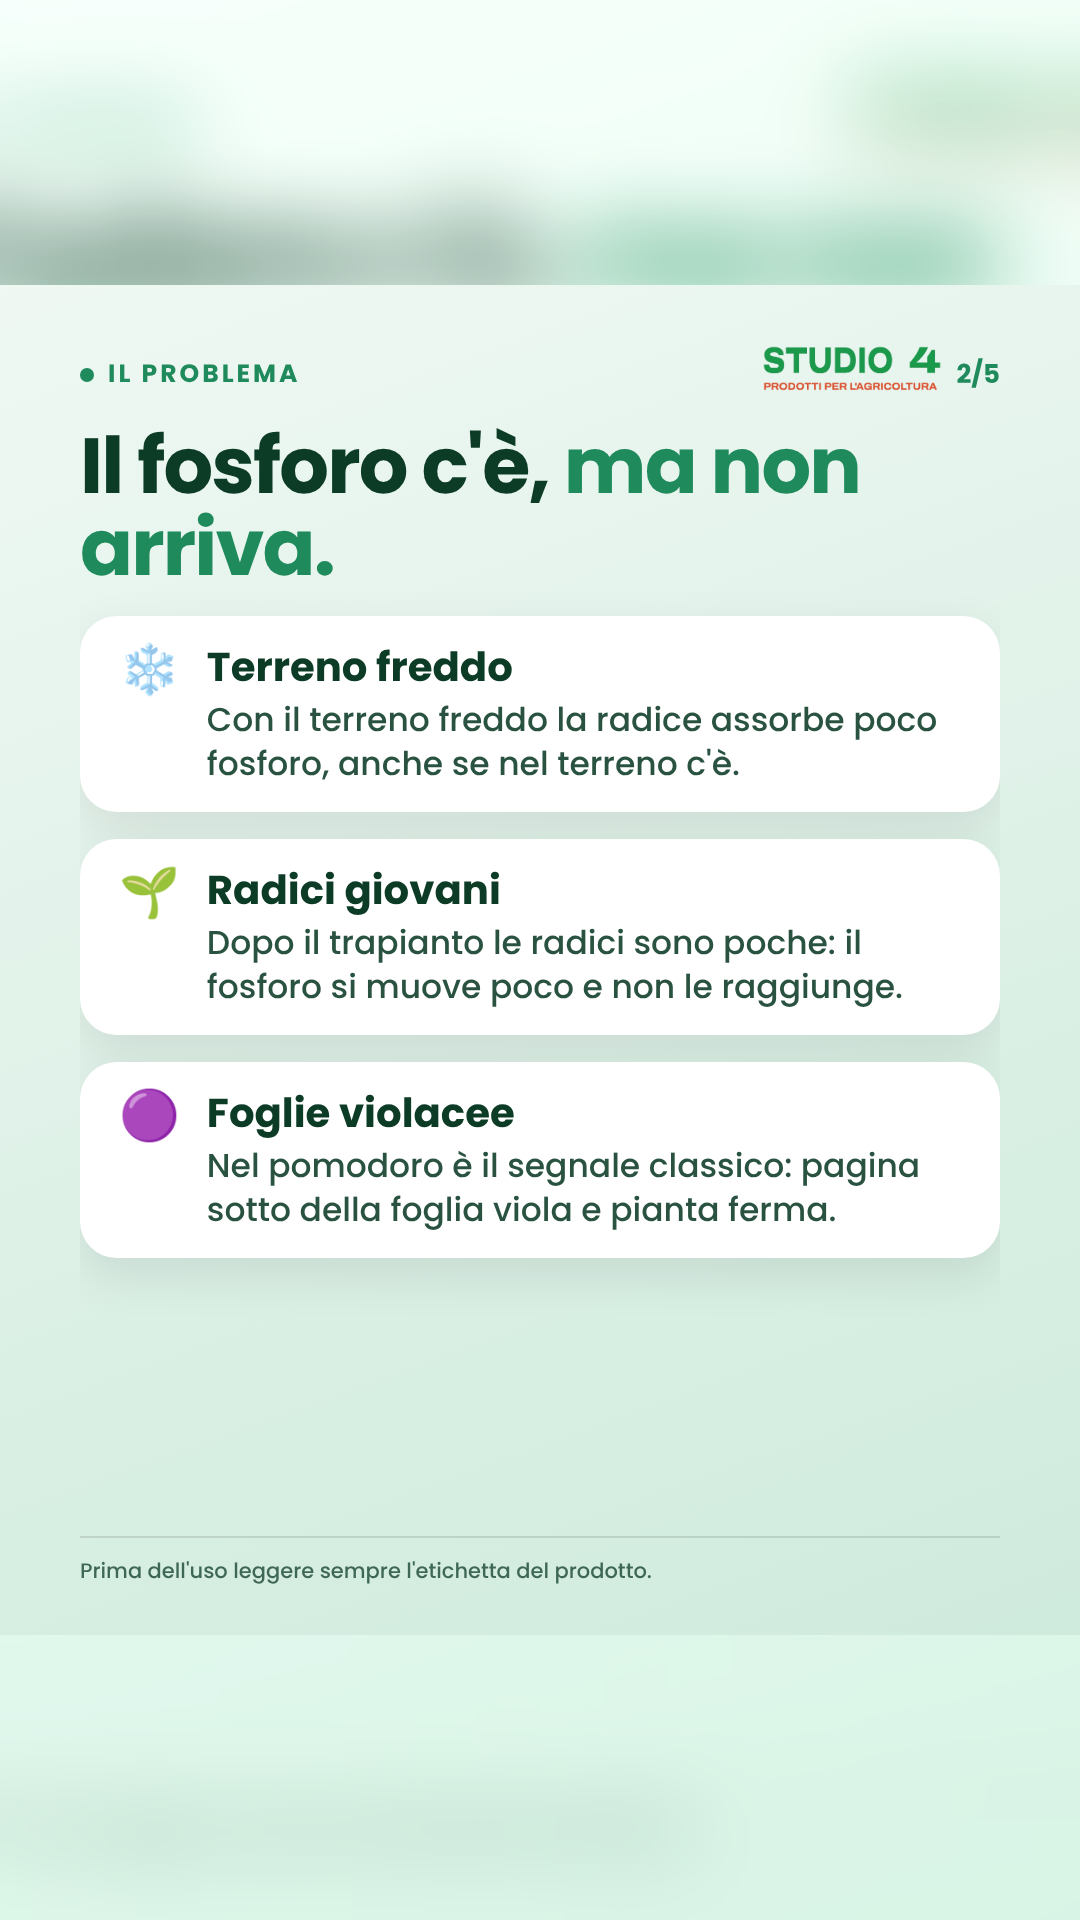 IL PROBLEMA
STUDIO 4
PRODOTTI PER L'AGRICOLTURA
2/5
Il fosforo c'è, ma non
arriva.
Terreno freddo
Con il terreno freddo la radice assorbe poco
fosforo, anche se nel terreno c'è.
Radici giovani
Dopo il trapianto le radici sono poche: il
fosforo si muove poco e non le raggiunge.
Foglie violacee
Nel pomodoro è il segnale classico: pagina
sotto della foglia viola e pianta ferma.
Prima dell'uso leggere sempre l'etichetta del prodotto.